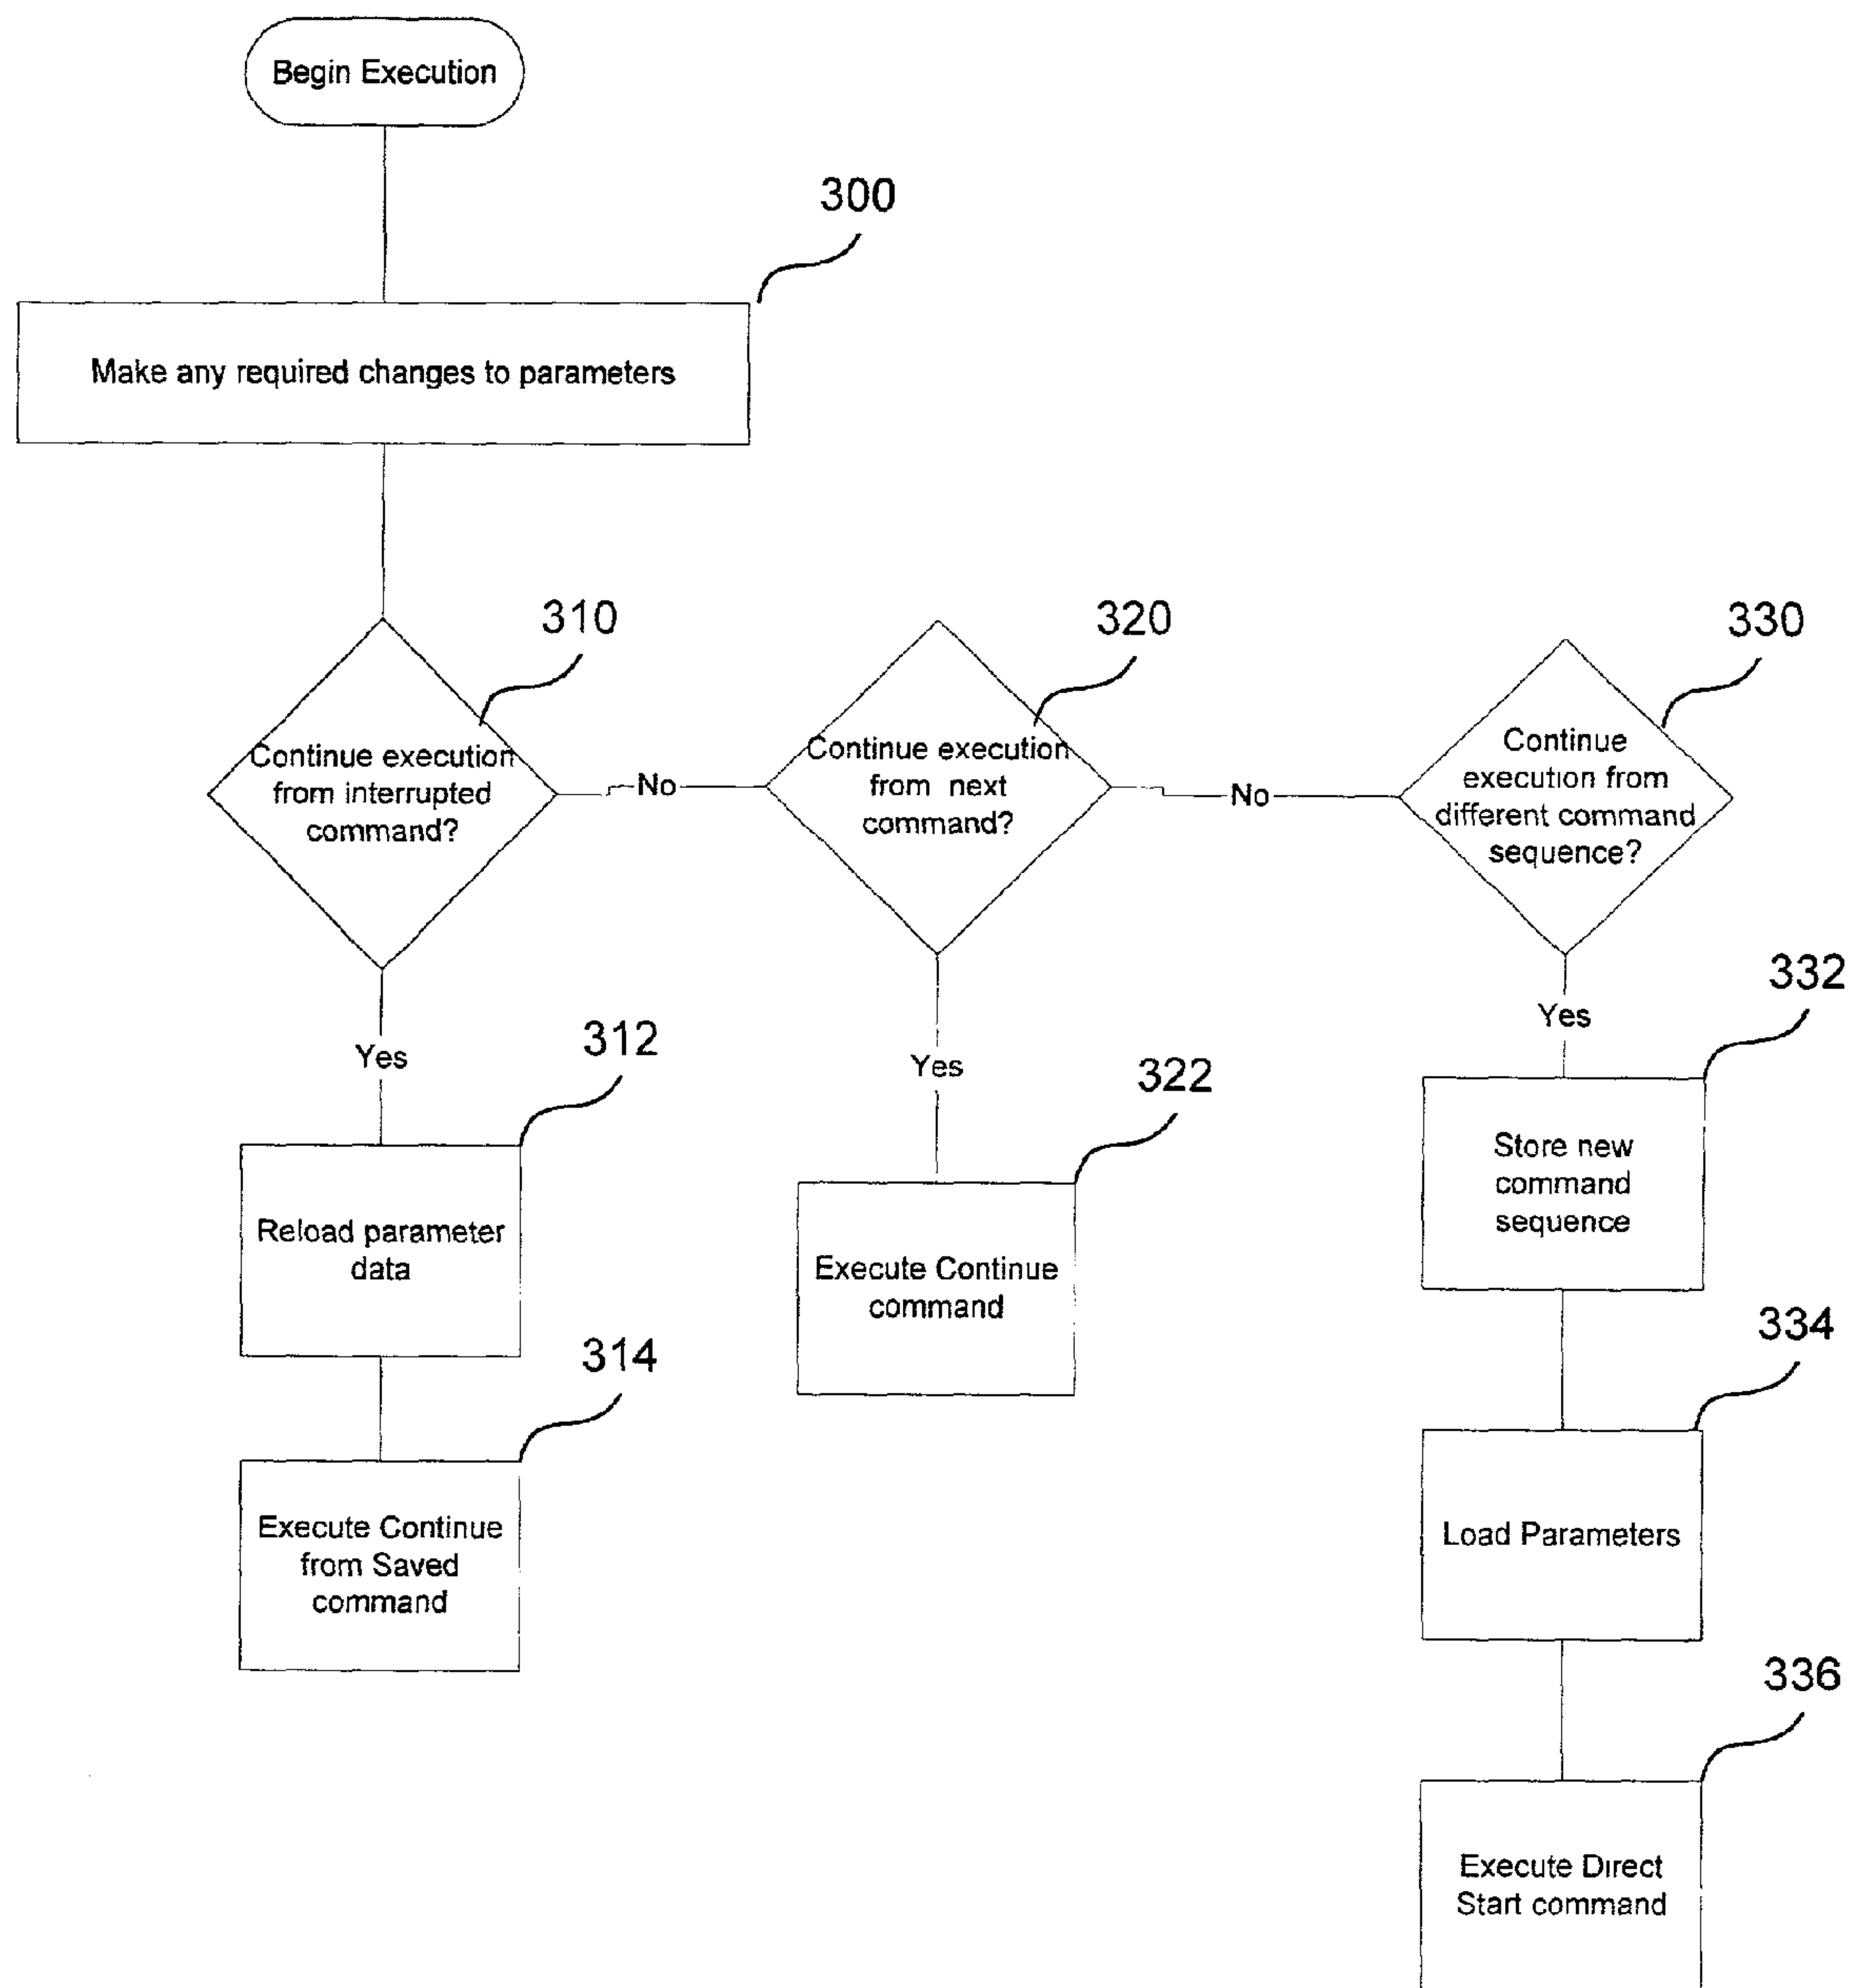 Begin Execution
300
Make any required changes to parameters
310
320
330
Continue execution
from interrupted
command?
No
Continue execution
from next
command?
No
Continue
execution from
different command
sequence?
Yes
312
Reload parameter
data
314
Execute Continue
from Saved
command
Yes
322
Execute Continue
command
Yes
332
Store new
command
sequence
334
Load Parameters
336
Execute Direct
Start command